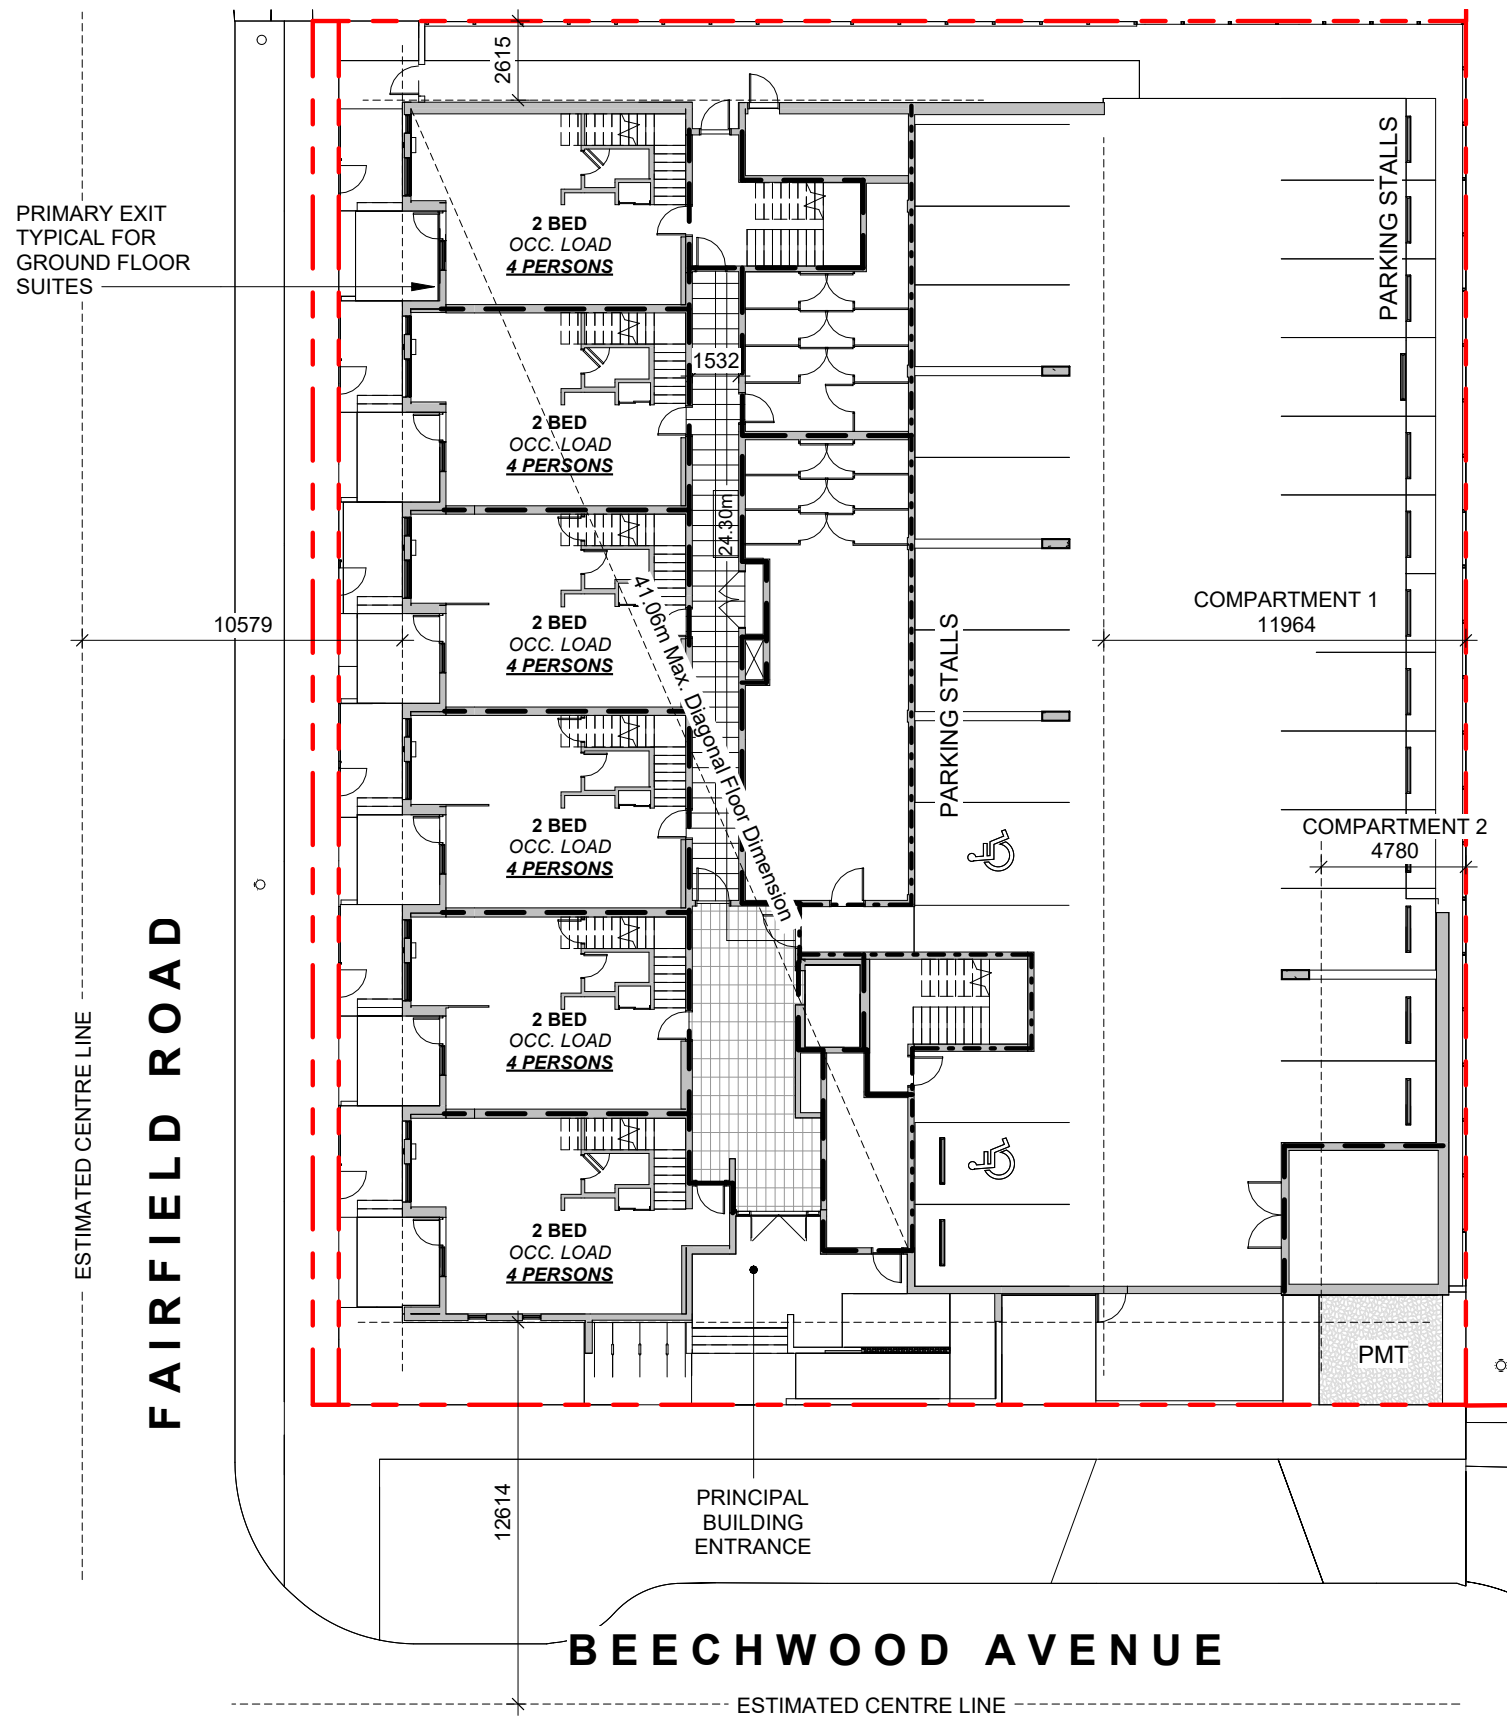 2615
PRIMARY EXIT
TYPICAL FOR
GROUND FLOOR
SUITES
PARKING STALLS
2 BED
OCC. LOAD
4 PERSONS
1532
2 BED
OCC. LOAD
4 PERSONS
24.30m
41.06m Max. Diagonal Floor Dimension
10579
2 BED
OCC. LOAD
4 PERSONS
COMPARTMENT 1
11964
PARKING STALLS
2 BED
OCC. LOAD
4 PERSONS
COMPARTMENT 2
4780
FAIRFIELD ROAD
ESTIMATED CENTRE LINE
2 BED
OCC. LOAD
4 PERSONS
2 BED
OCC. LOAD
4 PERSONS
PMT
12614
PRINCIPAL
BUILDING
ENTRANCE
BEECHWOOD AVENUE
ESTIMATED CENTRE LINE